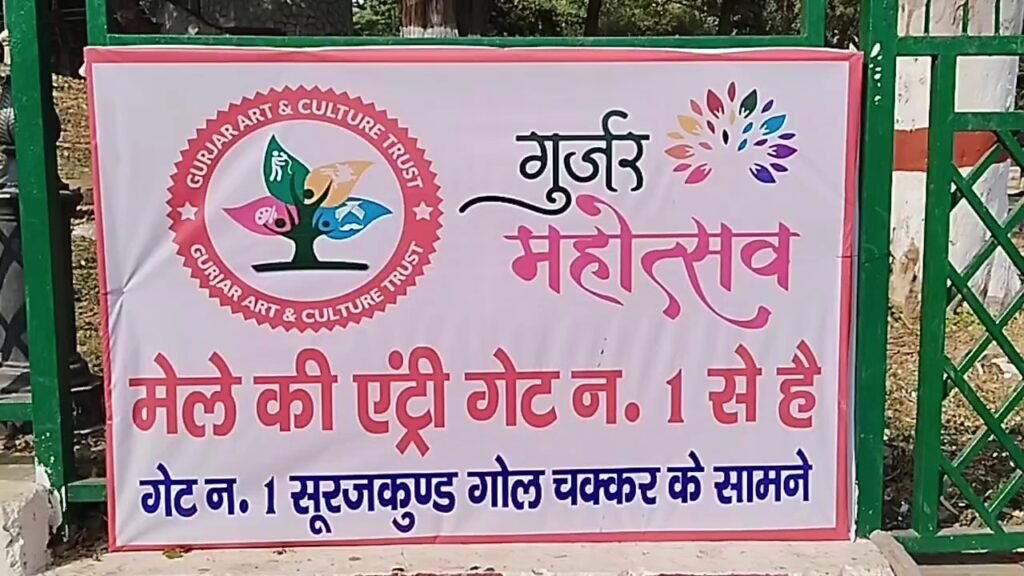 GURJAR ART & CULTURE TRUST
GURJAR ART & CULTURE TRUST
गुर्जर
महोत्सव
मेले की एंट्री गेट न. 1 से है
गेट न. 1 सूरजकुण्ड गोल चक्कर के सामने